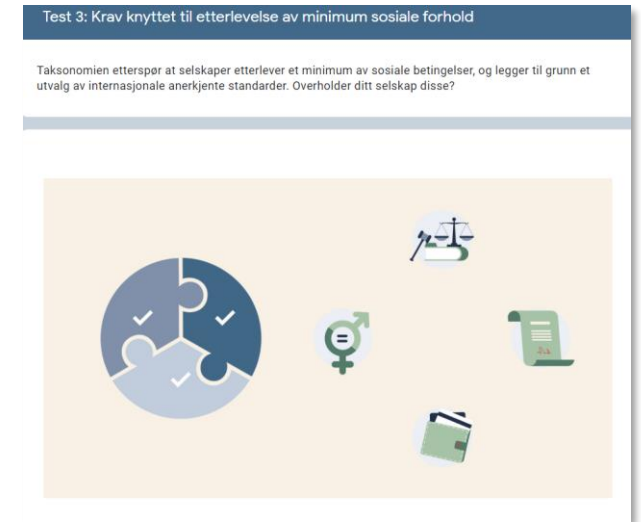 Test 3: Krav knyttet til etterlevelse av minimum sosiale forhold
Taksonomien etterspør at selskaper etterlever et minimum av sosiale betingelser, og legger til grunn et
utvalg av internasjonale anerkjente standarder. Overholder ditt selskap disse?